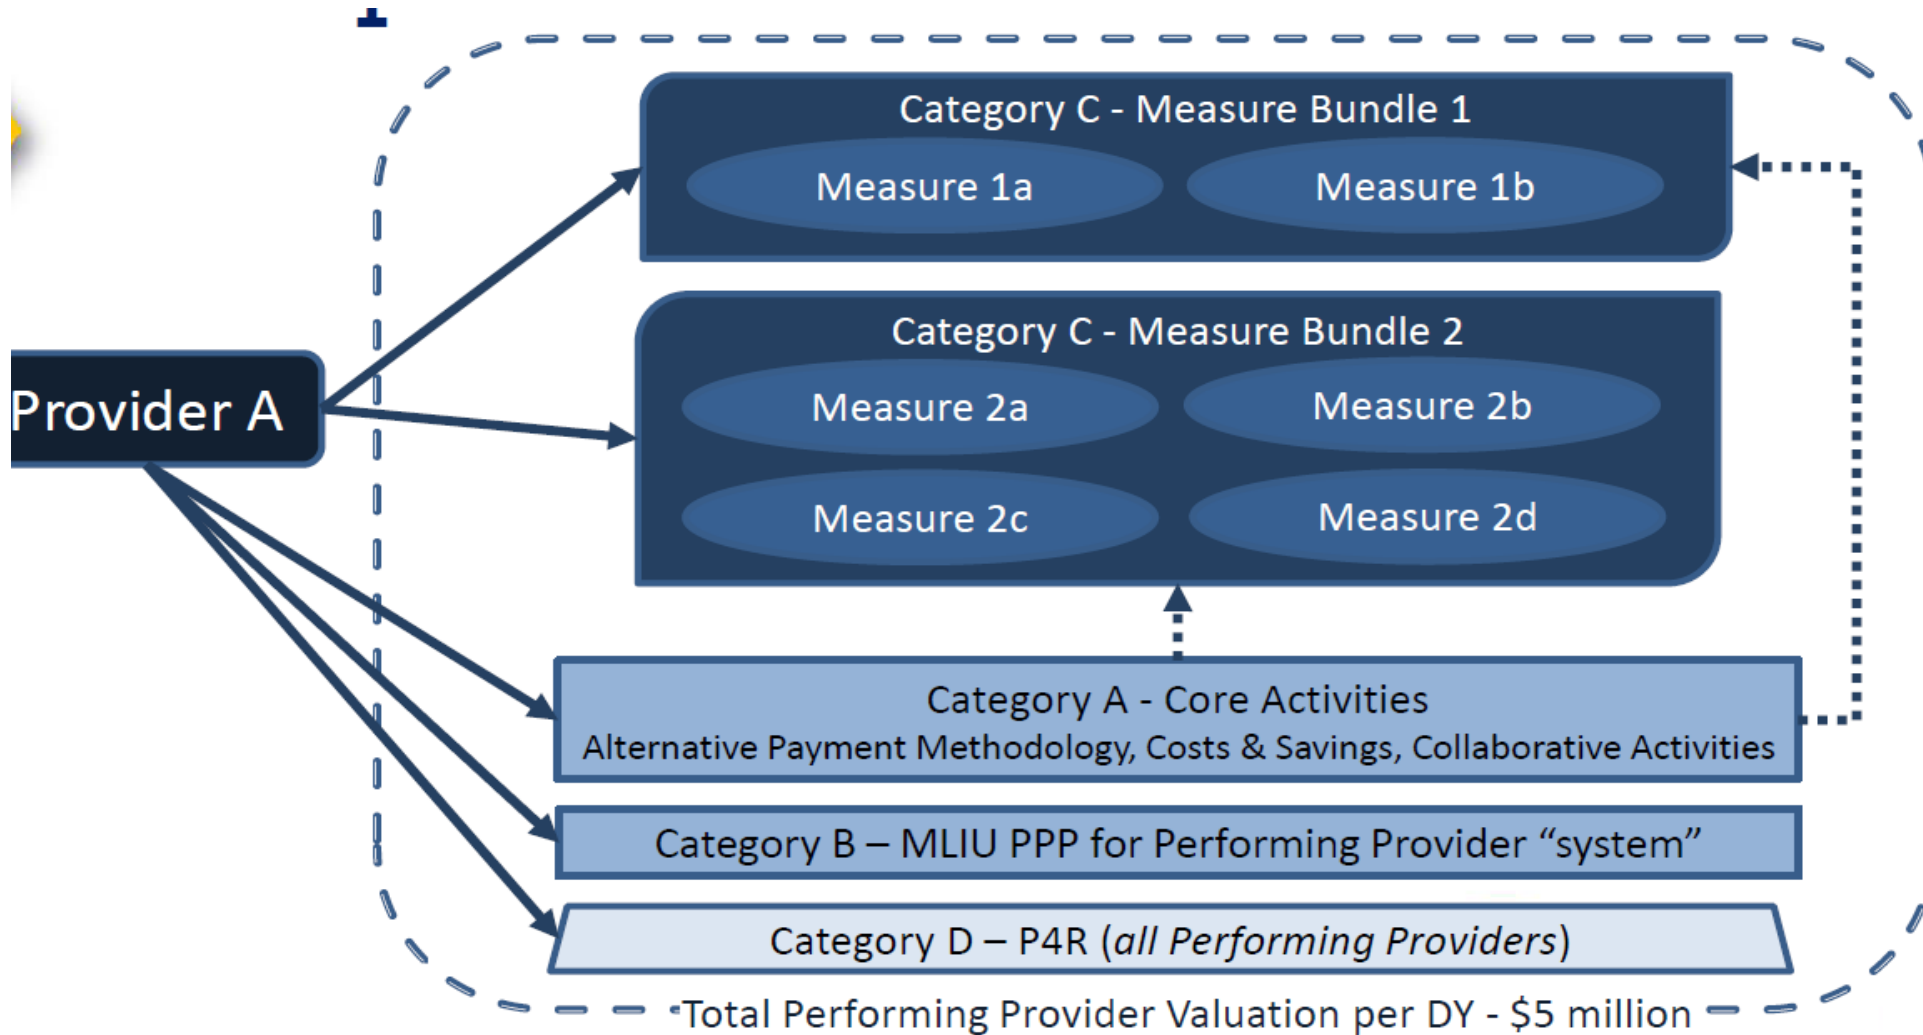 Category C - Measure Bundle 1
Measure 1a
Measure 1b
Category C - Measure Bundle 2
Measure 2a
Measure 2b
Measure 2c
Measure 2d
Provider A
Category A - Core Activities
Alternative Payment Methodology, Costs & Savings, Collaborative Activities
Category B – MLIU PPP for Performing Provider “system”
Category D – P4R (all Performing Providers)
Total Performing Provider Valuation per DY - $5 million